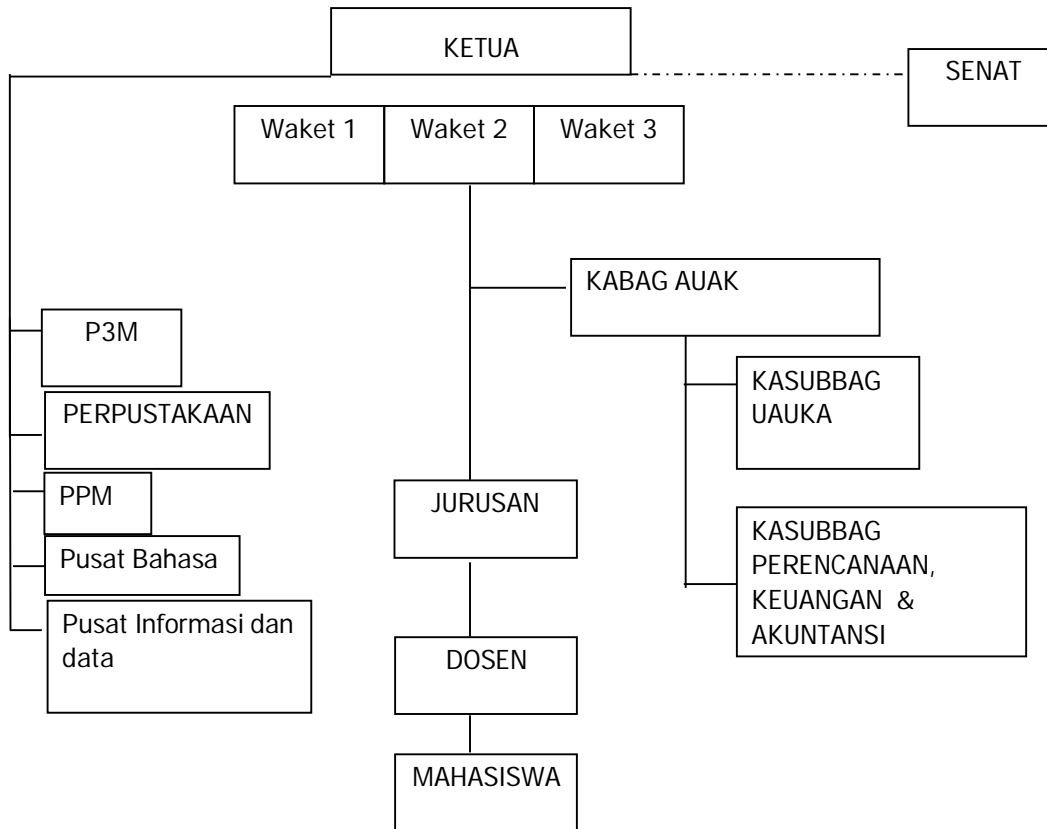 KETUA
SENAT
Waket 1
Waket 2
Waket 3
KABAG AUAK
P3M
KASUBBAG
UAUKA
PERPUSTAKAAN
PPM
JURUSAN
KASUBBAG
PERENCANAAN,
KEUANGAN &
AKUNTANSI
Pusat Bahasa
Pusat Informasi dan
data
DOSEN
MAHASISWA